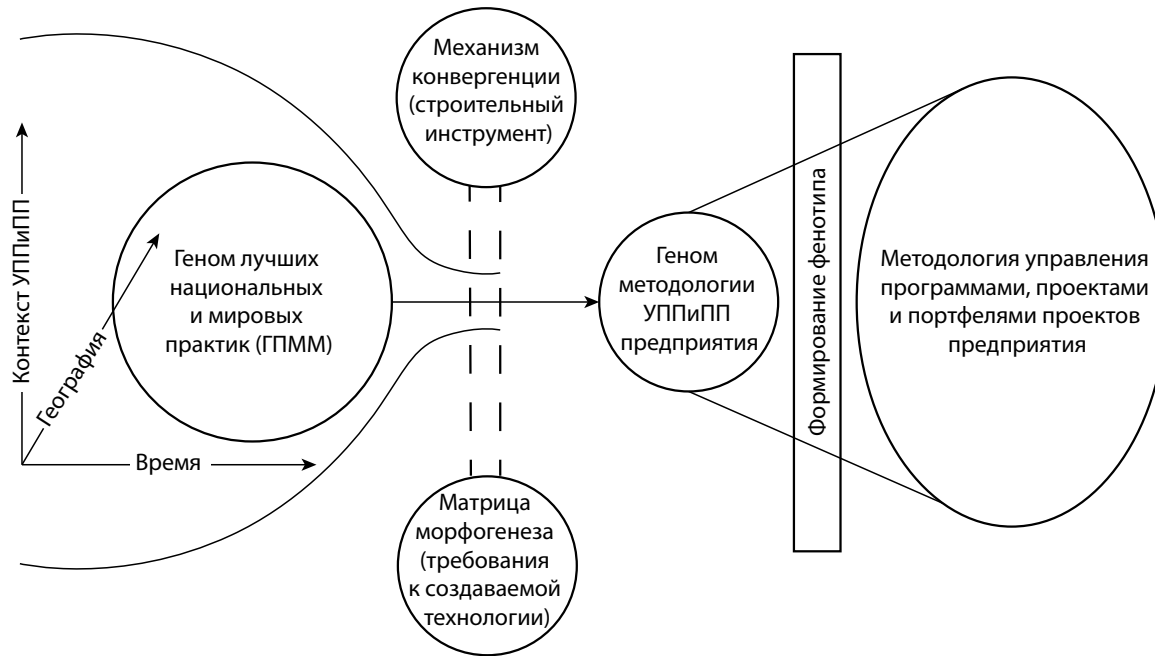 Механизм
конвергенции
(строительный
инструмент)
Контекст УППиПП
География
Время
Геном лучших
национальных
и мировых
практик (ГПММ)
Матрица
морфогенеза
(требования
к создаваемой
технологии)
Геном
методологии
УППиПП
предприятия
Формирование фенотипа
Методология управления
программами, проектами
и портфелями проектов
предприятия